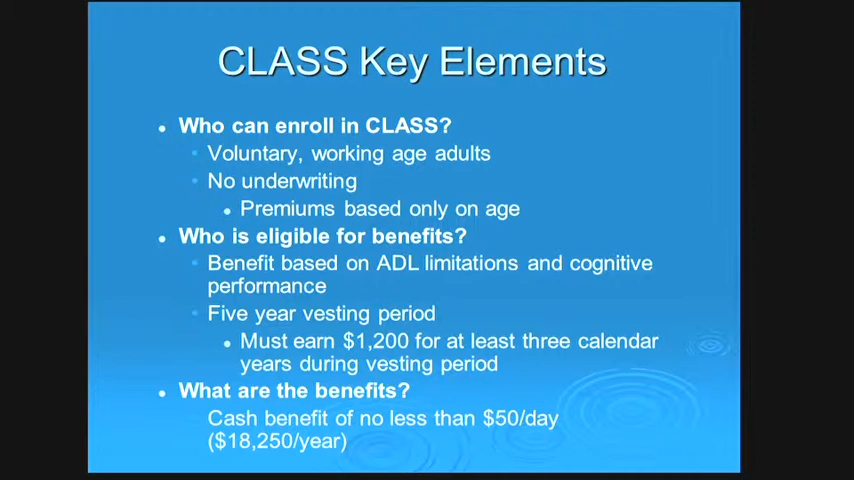 CLASS Key Elements
Who can enroll in CLASS?
Voluntary, working age adults
No underwriting
Premiums based only on age
Who is eligible for benefits?
Benefit based on ADL limitations and cognitive
performance
Five year vesting period
Must earn $1,200 for at least three calendar
years during vesting period
What are the benefits?
Cash benefit of no less than $50/day
($18,250/year)